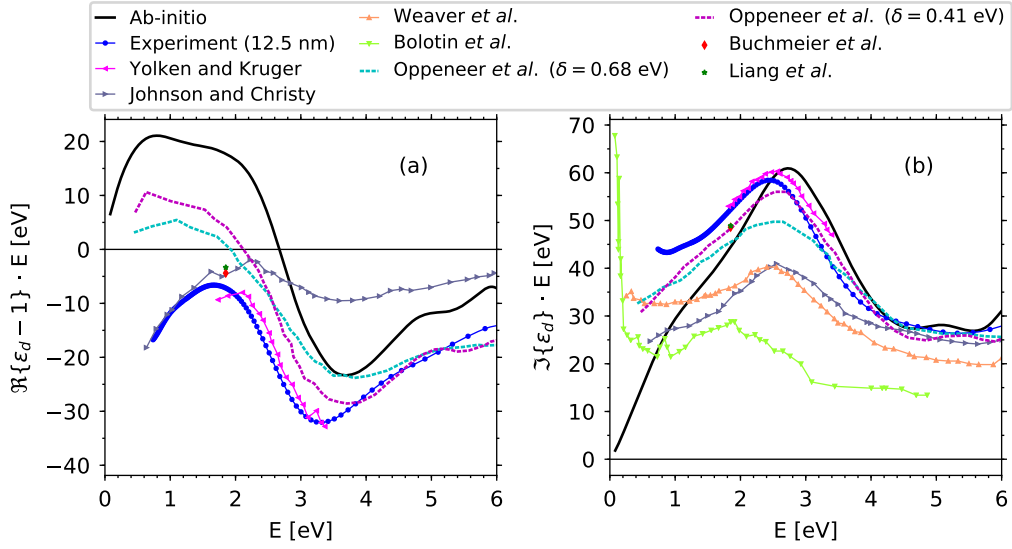 Ab-initio
Experiment (12.5 nm)
Yolken and Kruger
Johnson and Christy
Weaver et al.
Bolotin et al.
Oppeneer et al. (δ = 0.68 eV)
Oppeneer et al. (δ = 0.41 eV)
Buchmeier et al.
Liang et al.
(a)
ℜ{ε_d − 1} · E [eV]
20
10
0
−10
−20
−30
−40
0 1 2 3 4 5 6
E [eV]
(b)
ℑ{ε_d} · E [eV]
70
60
50
40
30
20
10
0
0 1 2 3 4 5 6
E [eV]